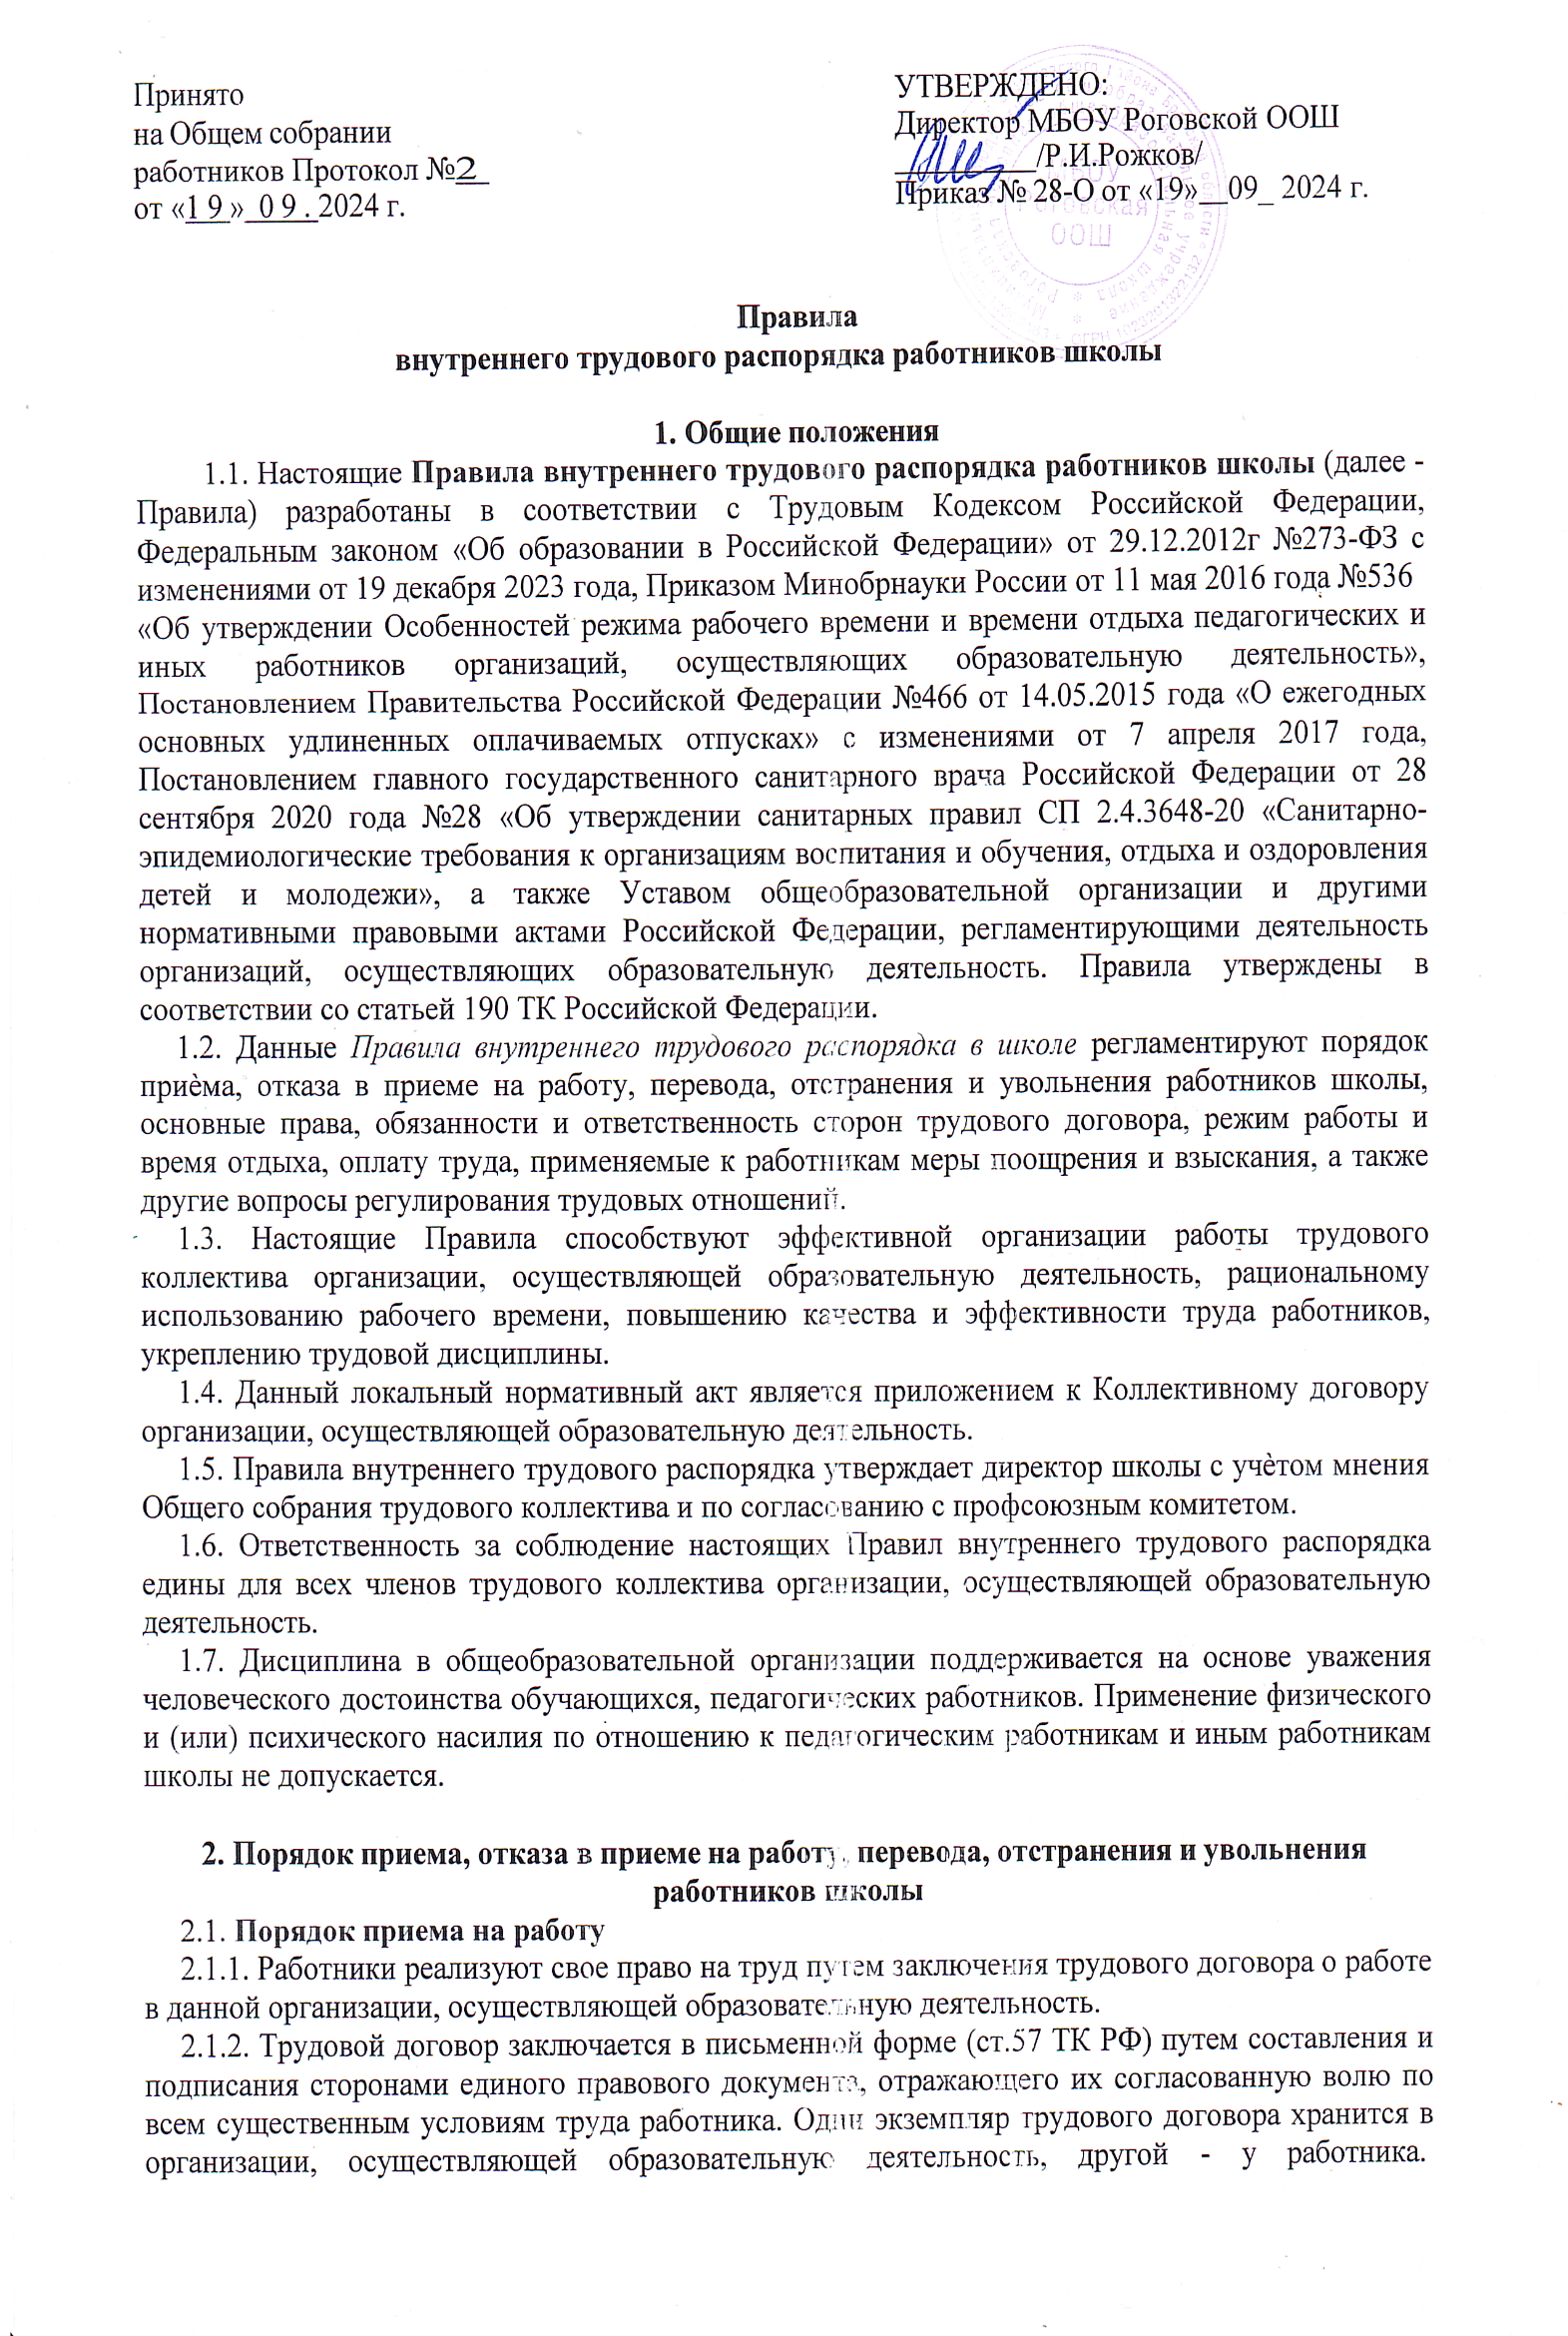 Принято
на Общем собрании
работников Протокол №2_
от «19»_09._2024 г.
УТВЕРЖДЕНО:
Директор МБОУ Роговской ООШ
__________/Р.И.Рожков/
Приказ № 28-О от «19»__09_ 2024 г.
МБОУ
Роговская
ООШ
Правила
внутреннего трудового распорядка работников школы
1. Общие положения
1.1. Настоящие Правила внутреннего трудового распорядка работников школы (далее -
Правила) разработаны в соответствии с Трудовым Кодексом Российской Федерации,
Федеральным законом «Об образовании в Российской Федерации» от 29.12.2012г №273-ФЗ с
изменениями от 19 декабря 2023 года, Приказом Минобрнауки России от 11 мая 2016 года №536
«Об утверждении Особенностей режима рабочего времени и времени отдыха педагогических и
иных работников организаций, осуществляющих образовательную деятельность»,
Постановлением Правительства Российской Федерации №466 от 14.05.2015 года «О ежегодных
основных удлиненных оплачиваемых отпусках» с изменениями от 7 апреля 2017 года,
Постановлением главного государственного санитарного врача Российской Федерации от 28
сентября 2020 года №28 «Об утверждении санитарных правил СП 2.4.3648-20 «Санитарно-
эпидемиологические требования к организациям воспитания и обучения, отдыха и оздоровления
детей и молодежи», а также Уставом общеобразовательной организации и другими
нормативными правовыми актами Российской Федерации, регламентирующими деятельность
организаций, осуществляющих образовательную деятельность. Правила утверждены в
соответствии со статьей 190 ТК Российской Федерации.
1.2. Данные Правила внутреннего трудового распорядка в школе регламентируют порядок
приѐма, отказа в приеме на работу, перевода, отстранения и увольнения работников школы,
основные права, обязанности и ответственность сторон трудового договора, режим работы и
время отдыха, оплату труда, применяемые к работникам меры поощрения и взыскания, а также
другие вопросы регулирования трудовых отношений.
1.3. Настоящие Правила способствуют эффективной организации работы трудового
коллектива организации, осуществляющей образовательную деятельность, рациональному
использованию рабочего времени, повышению качества и эффективности труда работников,
укреплению трудовой дисциплины.
1.4. Данный локальный нормативный акт является приложением к Коллективному договору
организации, осуществляющей образовательную деятельность.
1.5. Правила внутреннего трудового распорядка утверждает директор школы с учѐтом мнения
Общего собрания трудового коллектива и по согласованию с профсоюзным комитетом.
1.6. Ответственность за соблюдение настоящих Правил внутреннего трудового распорядка
едины для всех членов трудового коллектива организации, осуществляющей образовательную
деятельность.
1.7. Дисциплина в общеобразовательной организации поддерживается на основе уважения
человеческого достоинства обучающихся, педагогических работников. Применение физического
и (или) психического насилия по отношению к педагогическим работникам и иным работникам
школы не допускается.
2. Порядок приема, отказа в приеме на работу, перевода, отстранения и увольнения
работников школы
2.1. Порядок приема на работу
2.1.1. Работники реализуют свое право на труд путем заключения трудового договора о работе
в данной организации, осуществляющей образовательную деятельность.
2.1.2. Трудовой договор заключается в письменной форме (ст.57 ТК РФ) путем составления и
подписания сторонами единого правового документа, отражающего их согласованную волю по
всем существенным условиям труда работника. Один экземпляр трудового договора хранится в
организации, осуществляющей образовательную деятельность, другой - у работника.